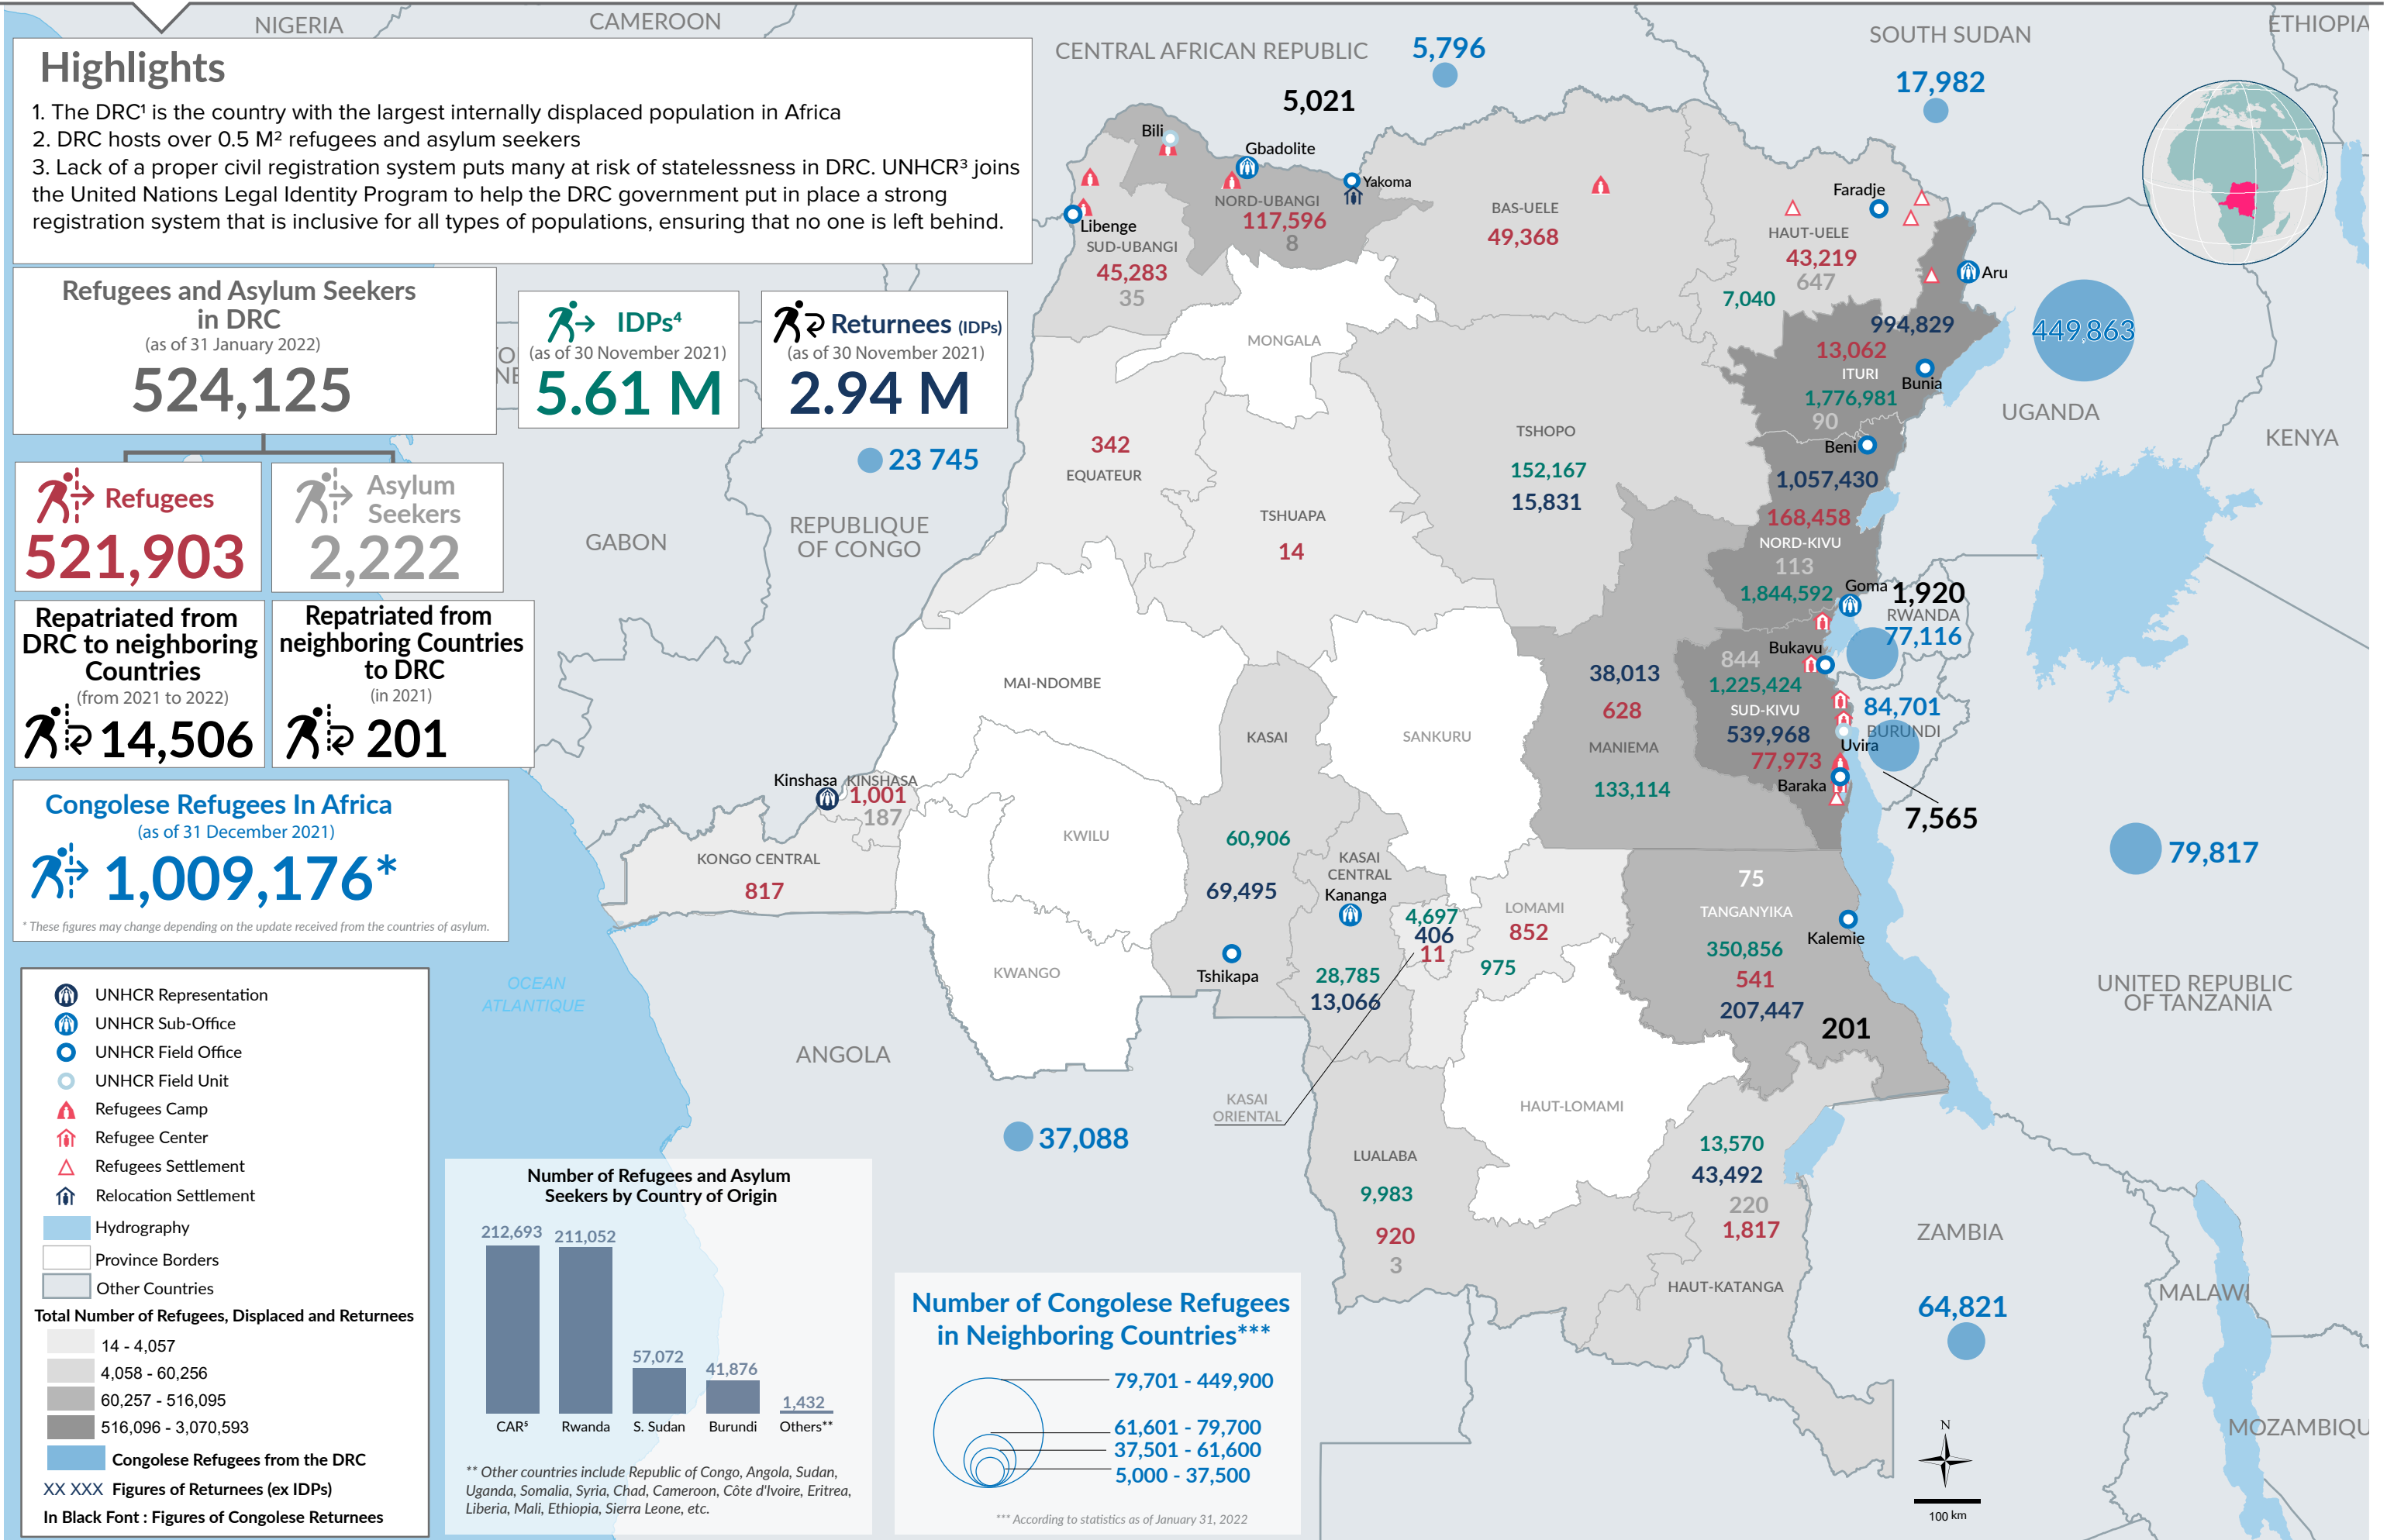 NIGERIA
CAMEROON
CENTRAL AFRICAN REPUBLIC
5,796
5,021
SOUTH SUDAN
17,982
ETHIOPIA
Highlights
1. The DRC¹ is the country with the largest internally displaced population in Africa
2. DRC hosts over 0.5 M² refugees and asylum seekers
3. Lack of a proper civil registration system puts many at risk of statelessness in DRC. UNHCR³ joins
the United Nations Legal Identity Program to help the DRC government put in place a strong
registration system that is inclusive for all types of populations, ensuring that no one is left behind.
Refugees and Asylum Seekers
in DRC
(as of 31 January 2022)
524,125
IDPs⁴
(as of 30 November 2021)
5.61 M
Returnees (IDPs)
(as of 30 November 2021)
2.94 M
Refugees
521,903
Asylum
Seekers
2,222
Repatriated from
DRC to neighboring
Countries
(from 2021 to 2022)
14,506
Repatriated from
neighboring Countries
to DRC
(in 2021)
201
Congolese Refugees In Africa
(as of 31 December 2021)
1,009,176*
* These figures may change depending on the update received from the countries of asylum.
UNHCR Representation
UNHCR Sub-Office
UNHCR Field Office
UNHCR Field Unit
Refugees Camp
Refugee Center
Refugees Settlement
Relocation Settlement
Hydrography
Province Borders
Other Countries
Total Number of Refugees, Displaced and Returnees
14 - 4,057
4,058 - 60,256
60,257 - 516,095
516,096 - 3,070,593
Congolese Refugees from the DRC
XX XXX Figures of Returnees (ex IDPs)
In Black Font : Figures of Congolese Returnees
OCEAN
ATLANTIQUE
Number of Refugees and Asylum
Seekers by Country of Origin
212,693
211,052
57,072
41,876
1,432
CAR⁵
Rwanda
S. Sudan
Burundi
Others**
** Other countries include Republic of Congo, Angola, Sudan,
Uganda, Somalia, Syria, Chad, Cameroon, Côte d'Ivoire, Eritrea,
Liberia, Mali, Ethiopia, Sierra Leone, etc.
Number of Congolese Refugees
in Neighboring Countries***
79,701 - 449,900
61,601 - 79,700
37,501 - 61,600
5,000 - 37,500
*** According to statistics as of January 31, 2022
Bili
Gbadolite
Yakoma
Libenge
NORD-UBANGI
117,596
8
SUD-UBANGI
45,283
35
BAS-UELE
49,368
Faradje
HAUT-UELE
43,219
647
7,040
Aru
994,829
13,062
ITURI
Bunia
1,776,981
90
449,863
UGANDA
KENYA
MONGALA
342
EQUATEUR
TSHUAPA
14
TSHOPO
152,167
15,831
Beni
1,057,430
168,458
NORD-KIVU
113
1,844,592
Goma
1,920
RWANDA
77,116
23 745
REPUBLIQUE
OF CONGO
GABON
MAI-NDOMBE
KASAI
SANKURU
38,013
628
MANIEMA
133,114
844
Bukavu
1,225,424
SUD-KIVU
539,968
77,973
Uvira
Baraka
84,701
BURUNDI
7,565
Kinshasa
KINSHASA
1,001
187
KONGO CENTRAL
817
KWILU
KWANGO
60,906
69,495
Tshikapa
KASAI
CENTRAL
Kananga
28,785
13,066
4,697
406
11
KASAI
ORIENTAL
LOMAMI
852
975
75
TANGANYIKA
350,856
541
207,447
201
Kalemie
79,817
UNITED REPUBLIC
OF TANZANIA
ANGOLA
37,088
HAUT-LOMAMI
LUALABA
9,983
920
3
13,570
43,492
220
1,817
HAUT-KATANGA
ZAMBIA
64,821
MALAWI
MOZAMBIQU
N
100 km